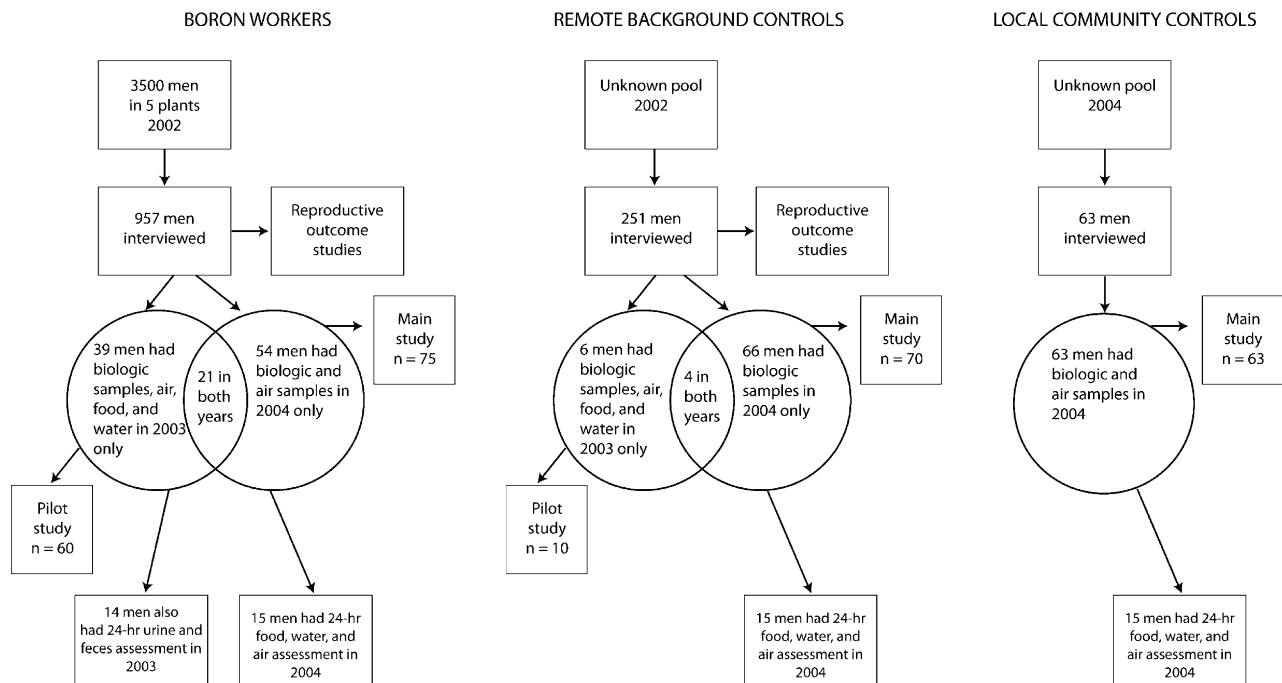 BORON WORKERS
3500 men
in 5 plants
2002
957 men
interviewed
Reproductive
outcome
studies
39 men had
biologic
samples, air,
food, and
water in 2003
only
21 in
both
years
54 men had
biologic and
air samples in
2004 only
Main
study
n = 75
Pilot
study
n = 60
14 men also
had 24-hr urine and
feces assessment in
2003
15 men had 24-hr
food, water, and
air assessment in
2004
REMOTE BACKGROUND CONTROLS
Unknown pool
2002
251 men
interviewed
Reproductive
outcome
studies
6 men had
biologic
samples, air,
food, and
water in 2003
only
4 in
both
years
66 men had
biologic
samples in
2004 only
Main
study
n = 70
Pilot
study
n = 10
15 men had 24-hr
food, water, and
air assessment in
2004
LOCAL COMMUNITY CONTROLS
Unknown pool
2004
63 men
interviewed
63 men had
biologic and
air samples in
2004
Main
study
n = 63
15 men had 24-hr
food, water, and
air assessment in
2004